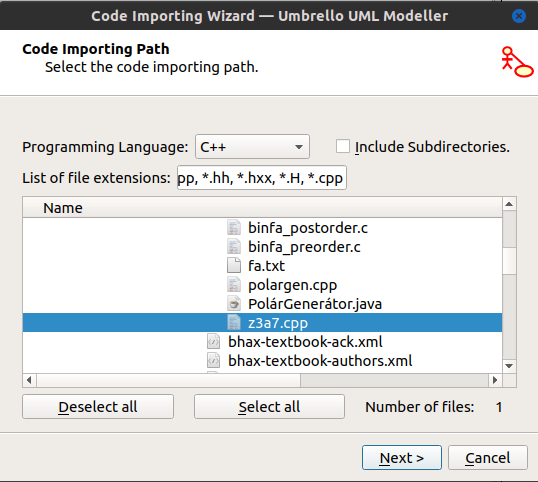 Code Importing Wizard — Umbrello UML Modeller
Code Importing Path
Select the code importing path.
Programming Language: C++ Include Subdirectories.
List of file extensions: pp, *.hh, *.hxx, *.H, *.cpp
Name
binfa_postorder.c
binfa_preorder.c
fa.txt
polargen.cpp
PolárGenerátor.java
z3a7.cpp
bhax-textbook-ack.xml
bhax-textbook-authors.xml
Deselect all Select all Number of files: 1
Next > Cancel